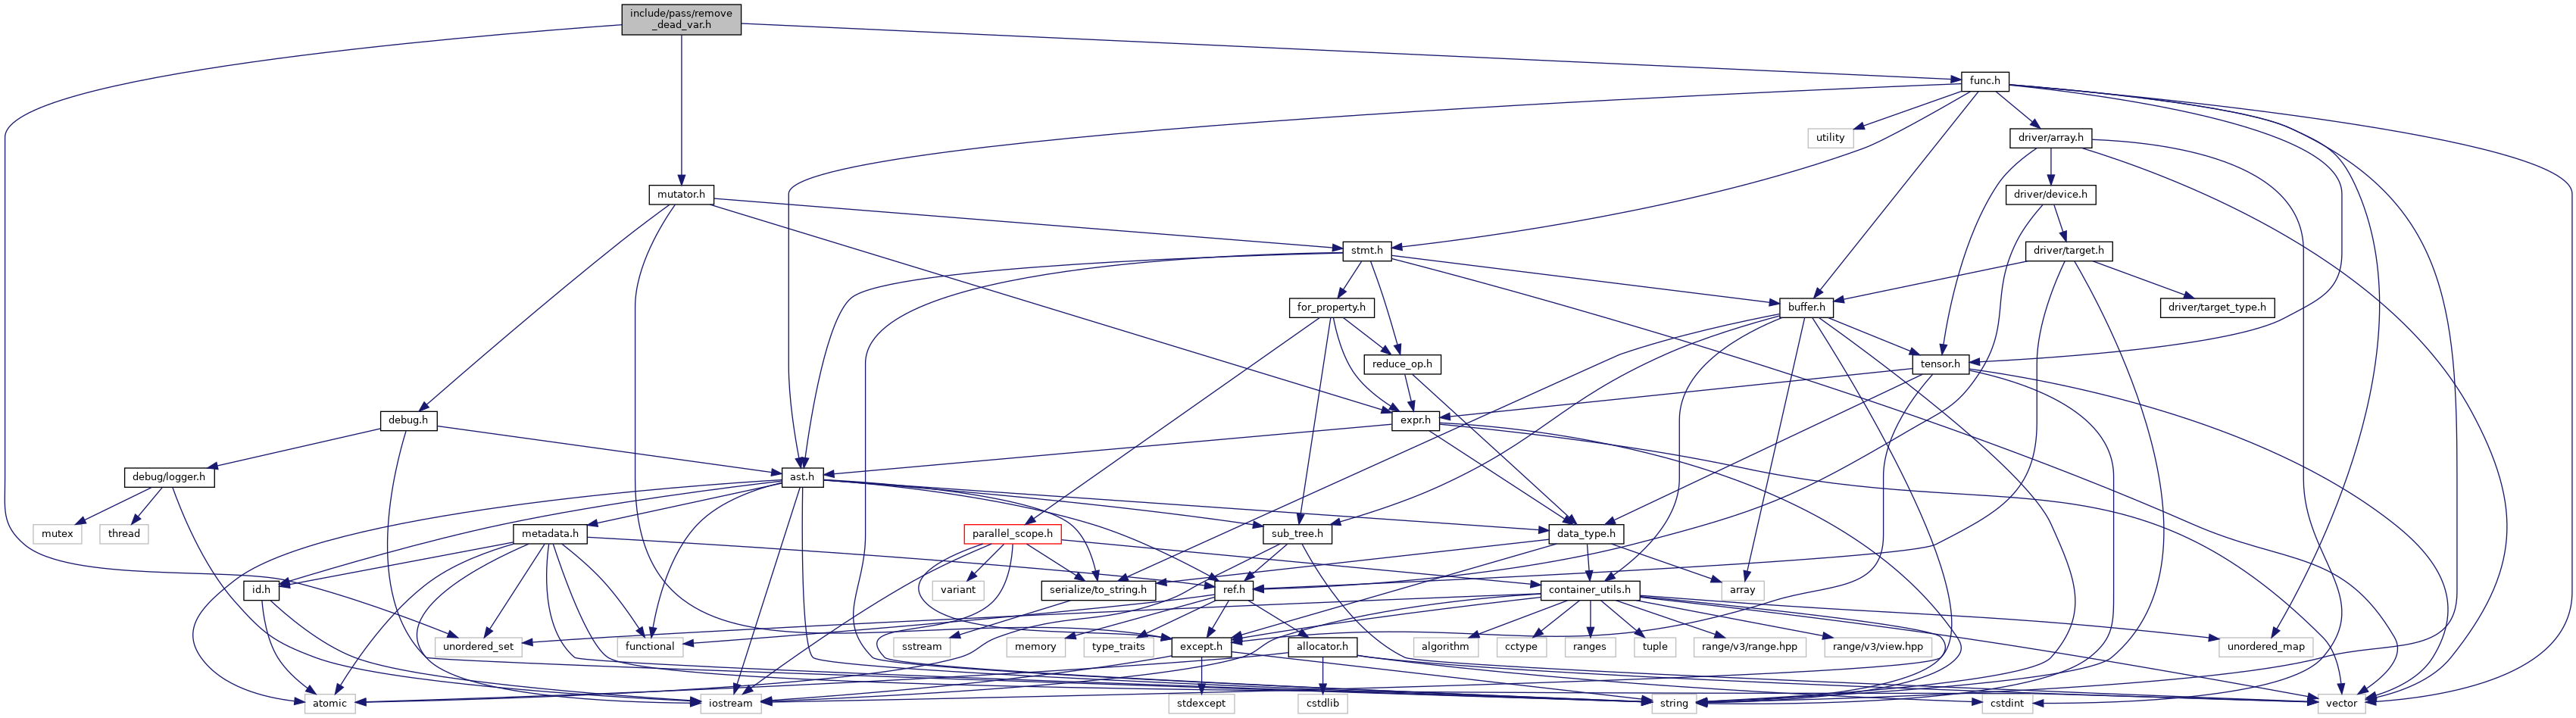 include/pass/remove
_dead_var.h
func.h
utility
driver/array.h
mutator.h
driver/device.h
stmt.h
driver/target.h
for_property.h
buffer.h
driver/target_type.h
reduce_op.h
tensor.h
debug.h
expr.h
debug/logger.h
ast.h
mutex
thread
metadata.h
parallel_scope.h
sub_tree.h
data_type.h
id.h
variant
serialize/to_string.h
ref.h
container_utils.h
array
unordered_set
functional
sstream
memory
type_traits
except.h
allocator.h
algorithm
cctype
ranges
tuple
range/v3/range.hpp
range/v3/view.hpp
unordered_map
atomic
iostream
stdexcept
cstdlib
string
cstdint
vector